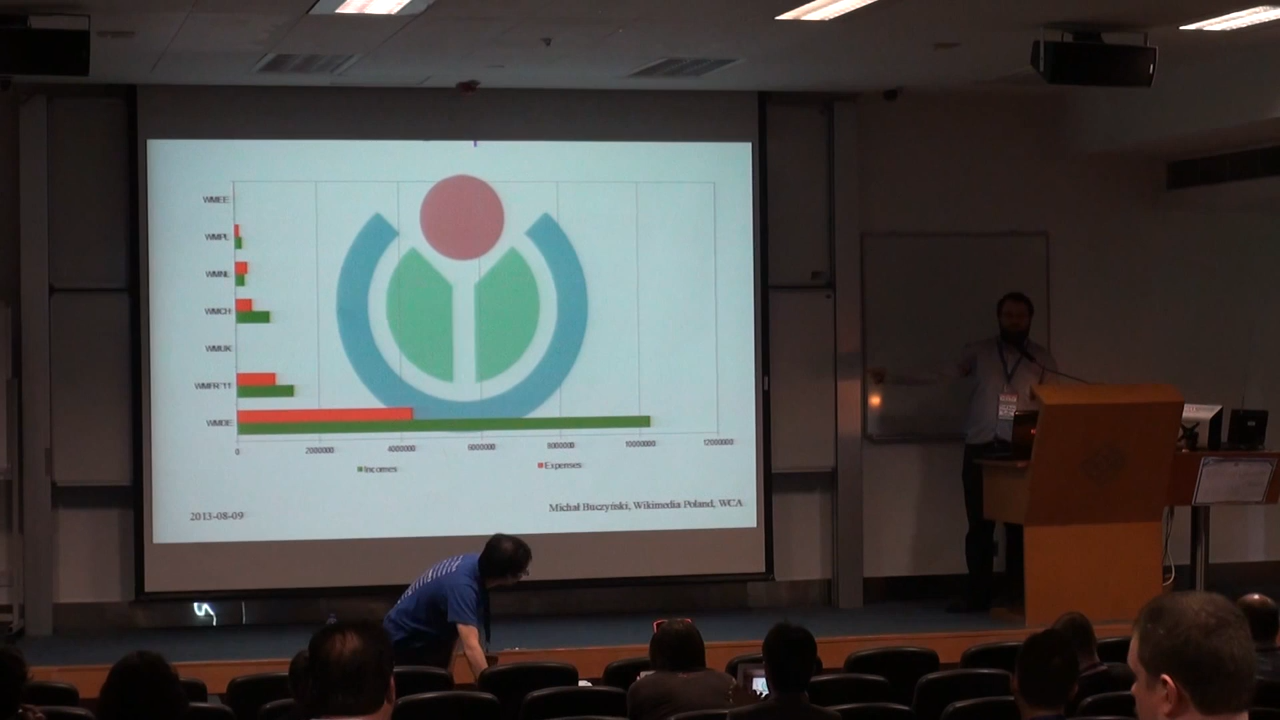 WMEE
WMPL
WMNL
WMCH
WMUK
WMFR'11
WMDE
0 2000000 4000000 6000000 8000000 10000000 12000000
Incomes Expenses
2013-08-09
Michał Buczyński, Wikimedia Poland, WCA